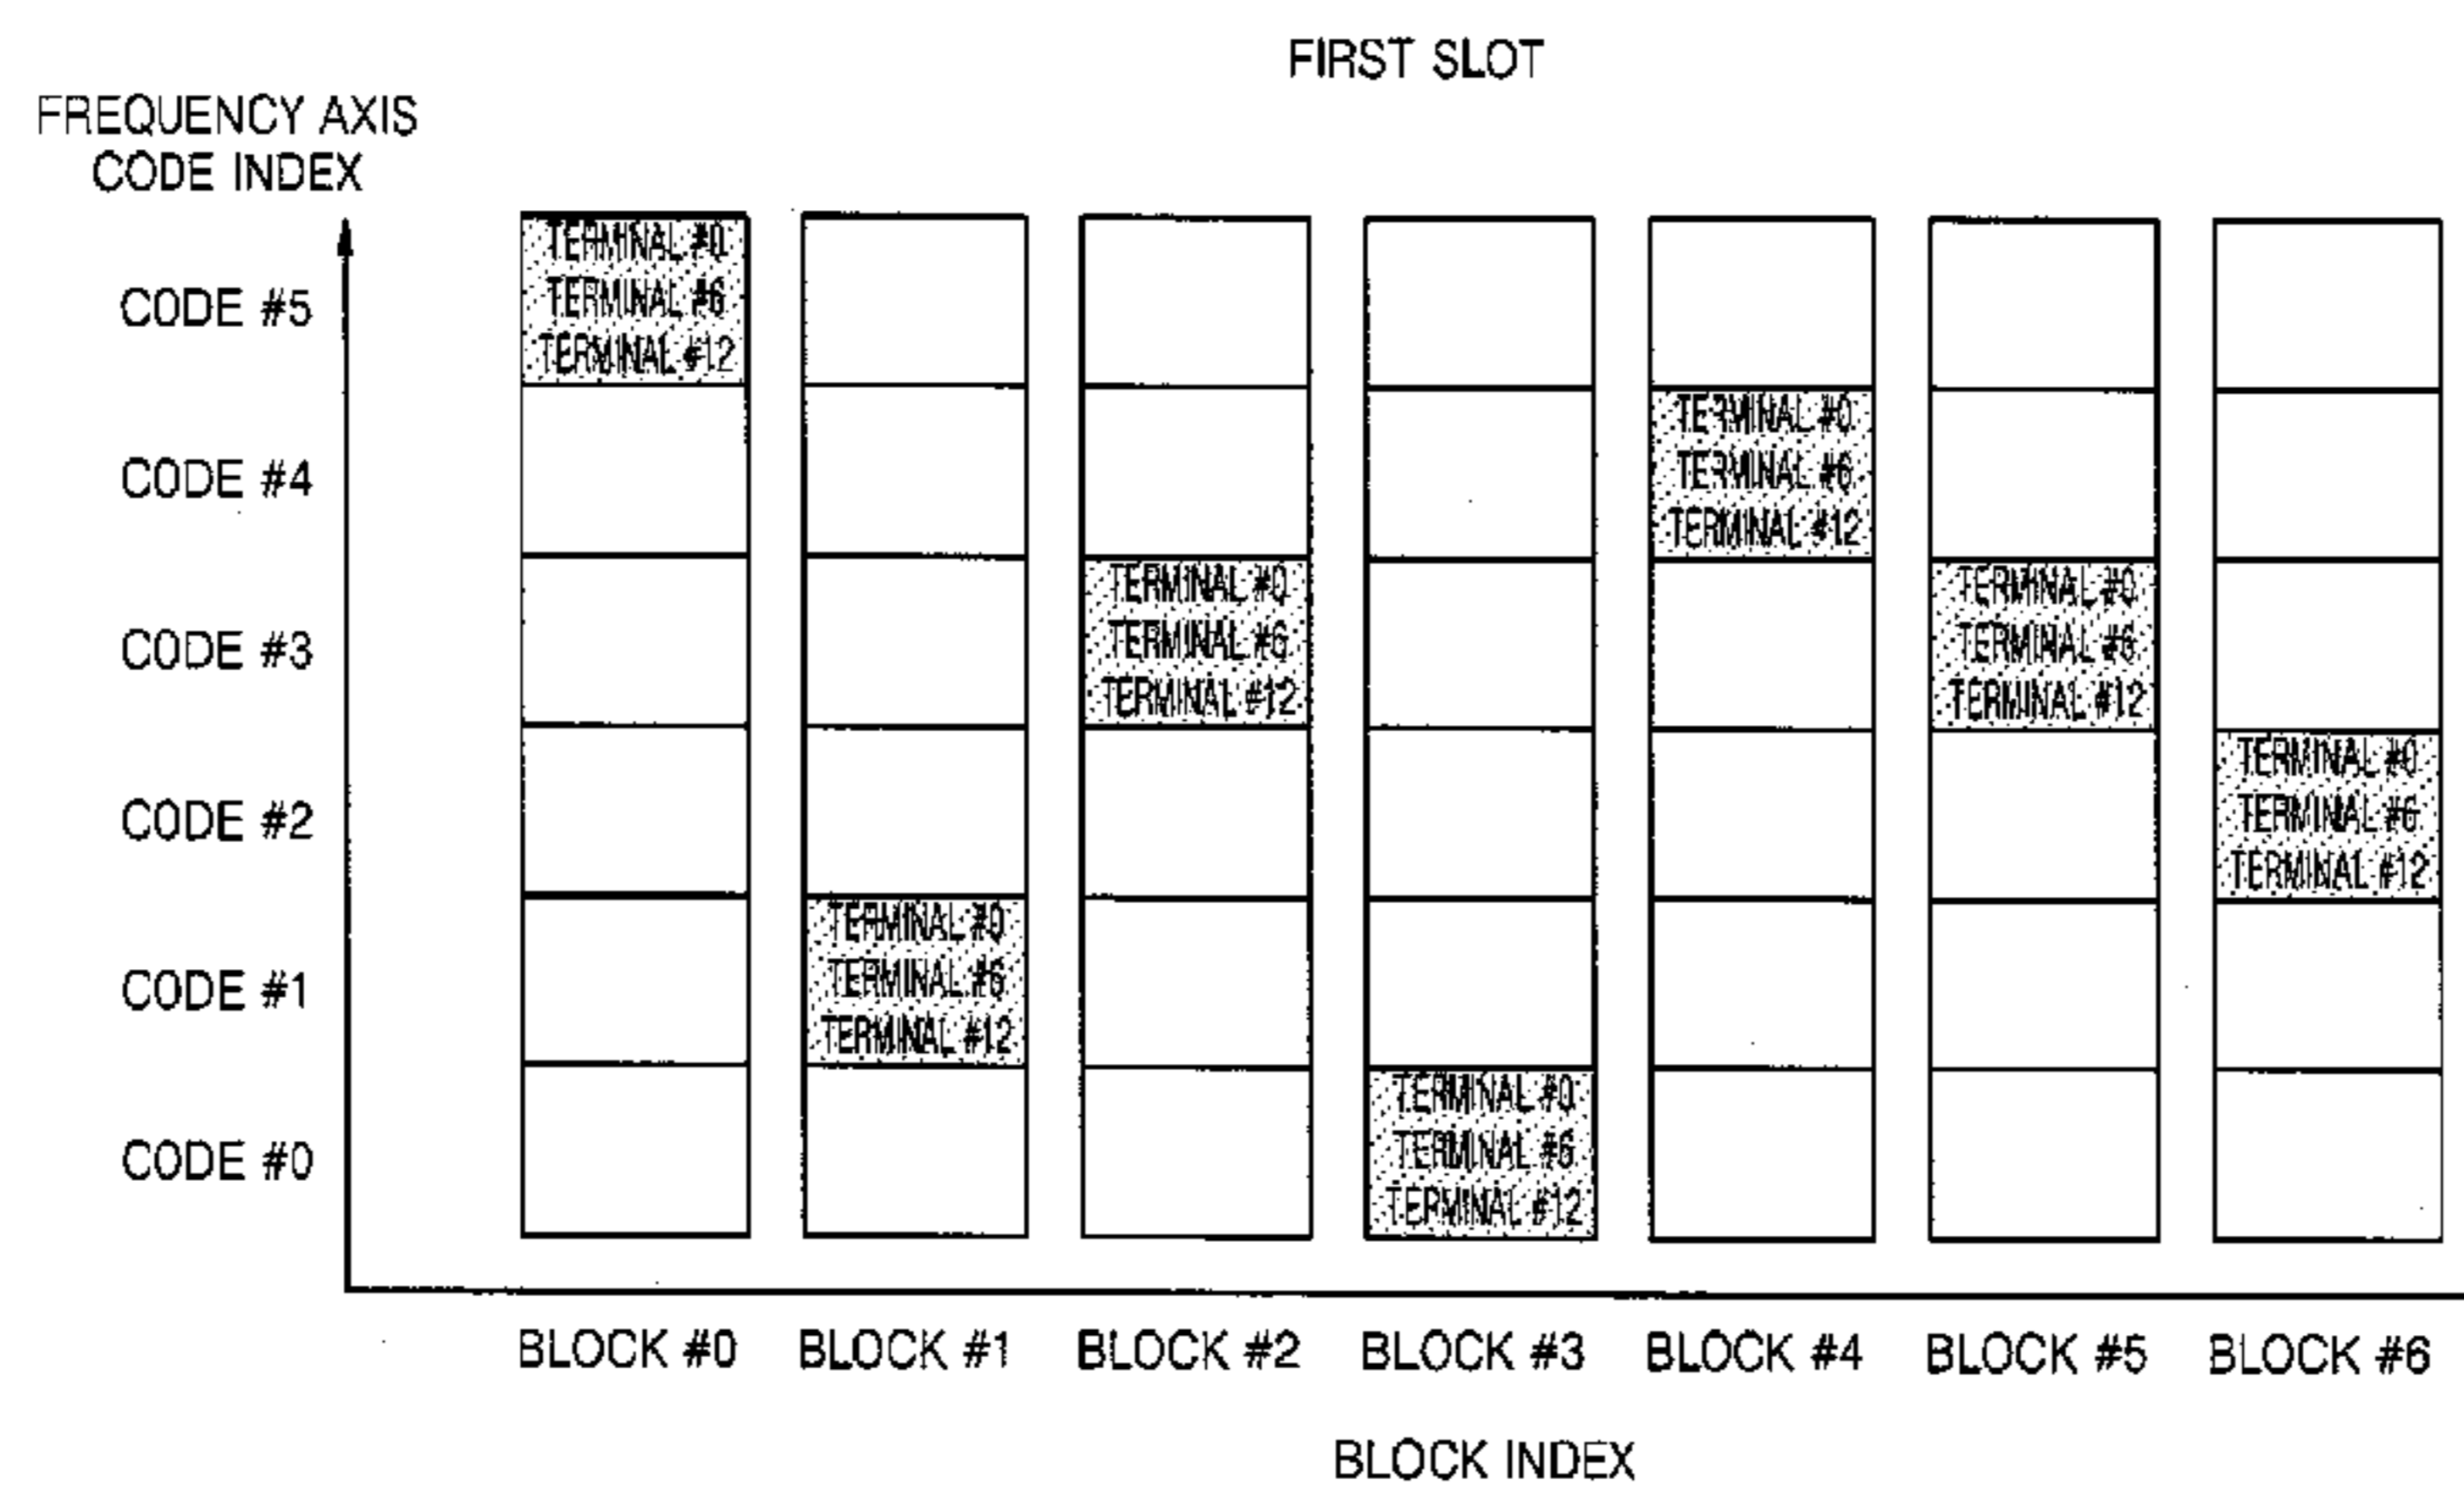 FIRST SLOT
FREQUENCY AXIS
CODE INDEX
CODE #5
TERMINAL #0
TERMINAL #6
TERMINAL #12
CODE #4
TERMINAL #0
TERMINAL #6
TERMINAL #12
CODE #3
TERMINAL #0
TERMINAL #6
TERMINAL #12
TERMINAL #0
TERMINAL #6
TERMINAL #12
CODE #2
TERMINAL #0
TERMINAL #6
TERMINAL #12
CODE #1
TERMINAL #0
TERMINAL #6
TERMINAL #12
CODE #0
TERMINAL #0
TERMINAL #6
TERMINAL #12
BLOCK #0 BLOCK #1 BLOCK #2 BLOCK #3 BLOCK #4 BLOCK #5 BLOCK #6
BLOCK INDEX